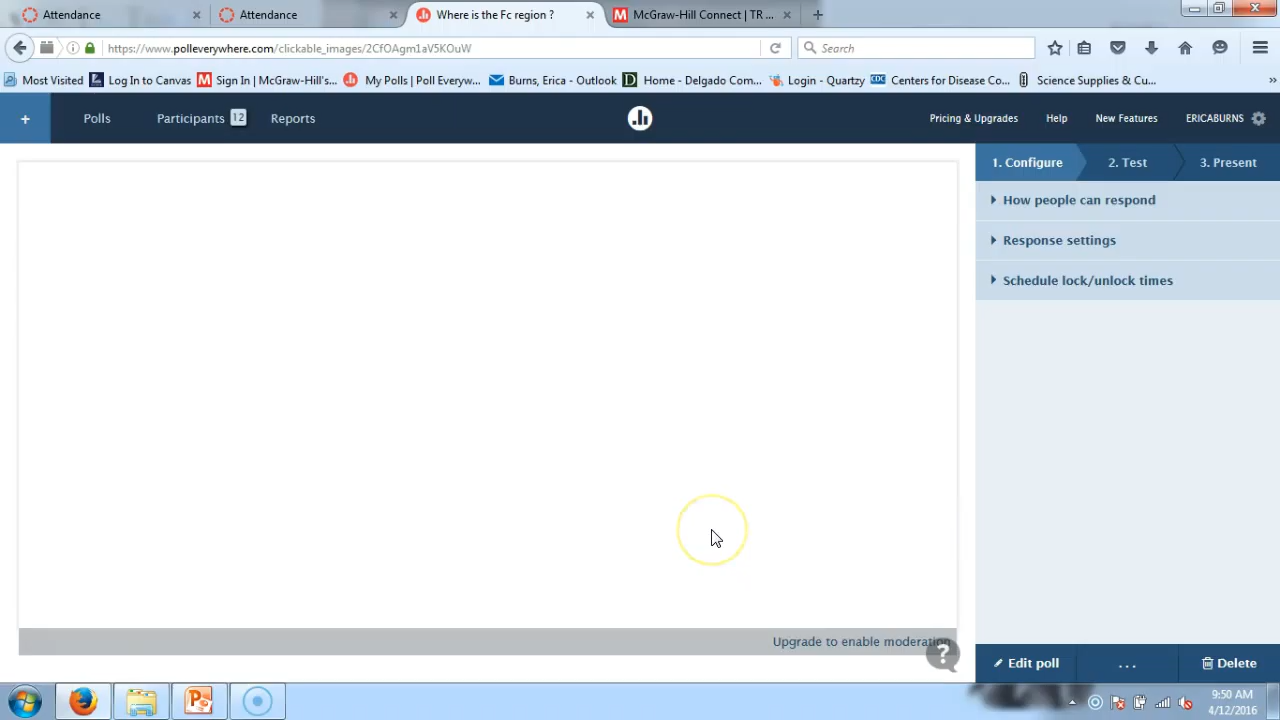 Attendance
Attendance
Where is the Fc region ?
McGraw-Hill Connect | TR ...
https://www.polleverywhere.com/clickable_images/2CfOAgm1aV5KOuW
Search
Most Visited
Log In to Canvas
Sign In | McGraw-Hill's...
My Polls | Poll Everyw...
Burns, Erica - Outlook
Home - Delgado Com...
Login - Quartzy
Centers for Disease Co...
Science Supplies & Cu...
+
Polls
Participants 12
Reports
Pricing & Upgrades
Help
New Features
ERICABURNS
1. Configure
2. Test
3. Present
How people can respond
Response settings
Schedule lock/unlock times
Upgrade to enable moderation
?
Edit poll
...
Delete
9:50 AM
4/12/2016